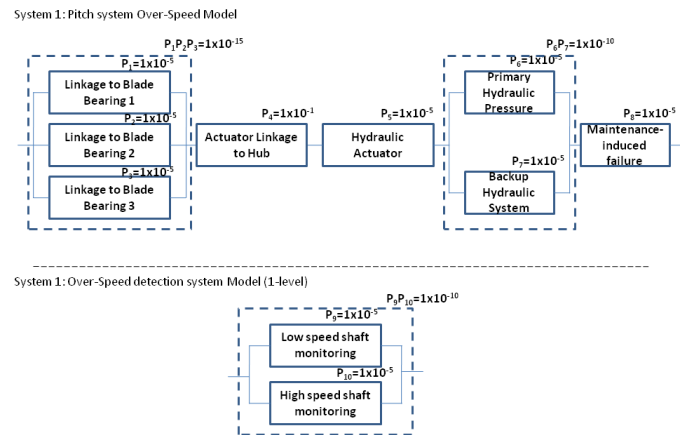 System 1: Pitch system Over-Speed Model
P₁P₂P₃=1x10⁻¹⁵
P₁=1x10⁻⁵
Linkage to Blade
Bearing 1
P₂=1x10⁻⁵
Linkage to Blade
Bearing 2
P₃=1x10⁻⁵
Linkage to Blade
Bearing 3
P₄=1x10⁻¹
Actuator Linkage
to Hub
P₅=1x10⁻⁵
Hydraulic
Actuator
P₆P₇=1x10⁻¹⁰
P₆=1x10⁻⁵
Primary
Hydraulic
Pressure
P₇=1x10⁻⁵
Backup
Hydraulic
System
P₈=1x10⁻⁵
Maintenance-
induced
failure
System 1: Over-Speed detection system Model (1-level)
P₉P₁₀=1x10⁻¹⁰
P₉=1x10⁻⁵
Low speed shaft
monitoring
P₁₀=1x10⁻⁵
High speed shaft
monitoring